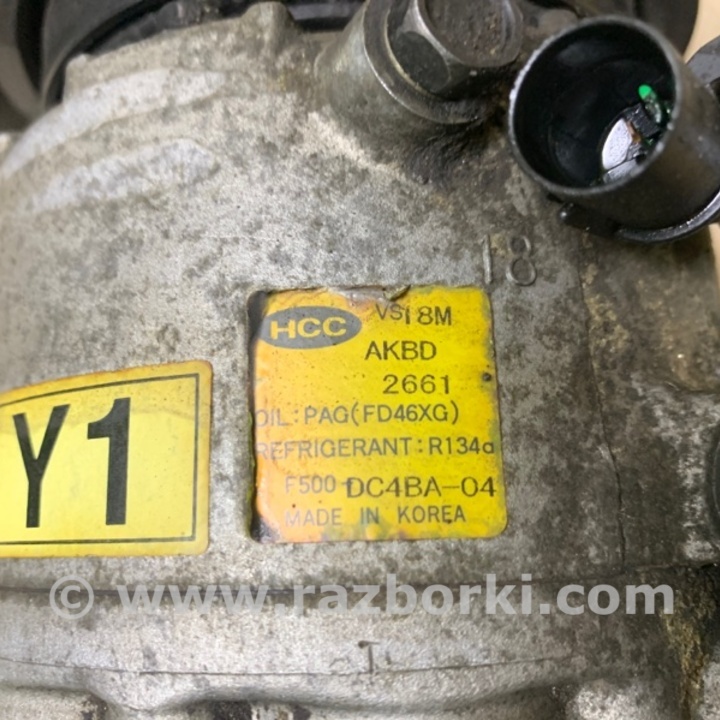 18
HCC VS18M
AKBD
2661
OIL:PAG(FD46XG)
REFRIGERANT:R134a
F500-DC4BA-04
MADE IN KOREA
Y1
© www.razborki.com